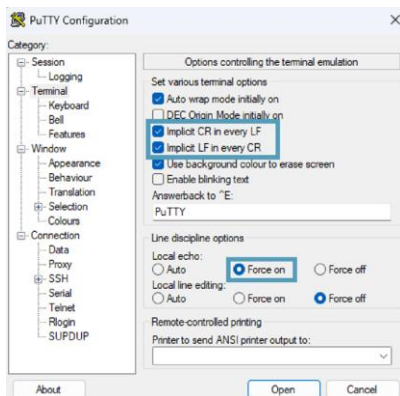 PuTTY Configuration
Category:
Session
Logging
Terminal
Keyboard
Bell
Features
Window
Appearance
Behaviour
Translation
Selection
Colours
Connection
Data
Proxy
SSH
Serial
Telnet
Rlogin
SUPDUP
Options controlling the terminal emulation
Set various terminal options
Auto wrap mode initially on
DEC Origin Mode initially on
Implicit CR in every LF
Implicit LF in every CR
Use background colour to erase screen
Enable blinking text
Answerback to ^E:
PuTTY
Line discipline options
Local echo:
Auto Force on Force off
Local line editing:
Auto Force on Force off
Remote-controlled printing
Printer to send ANSI printer output to:
About Open Cancel